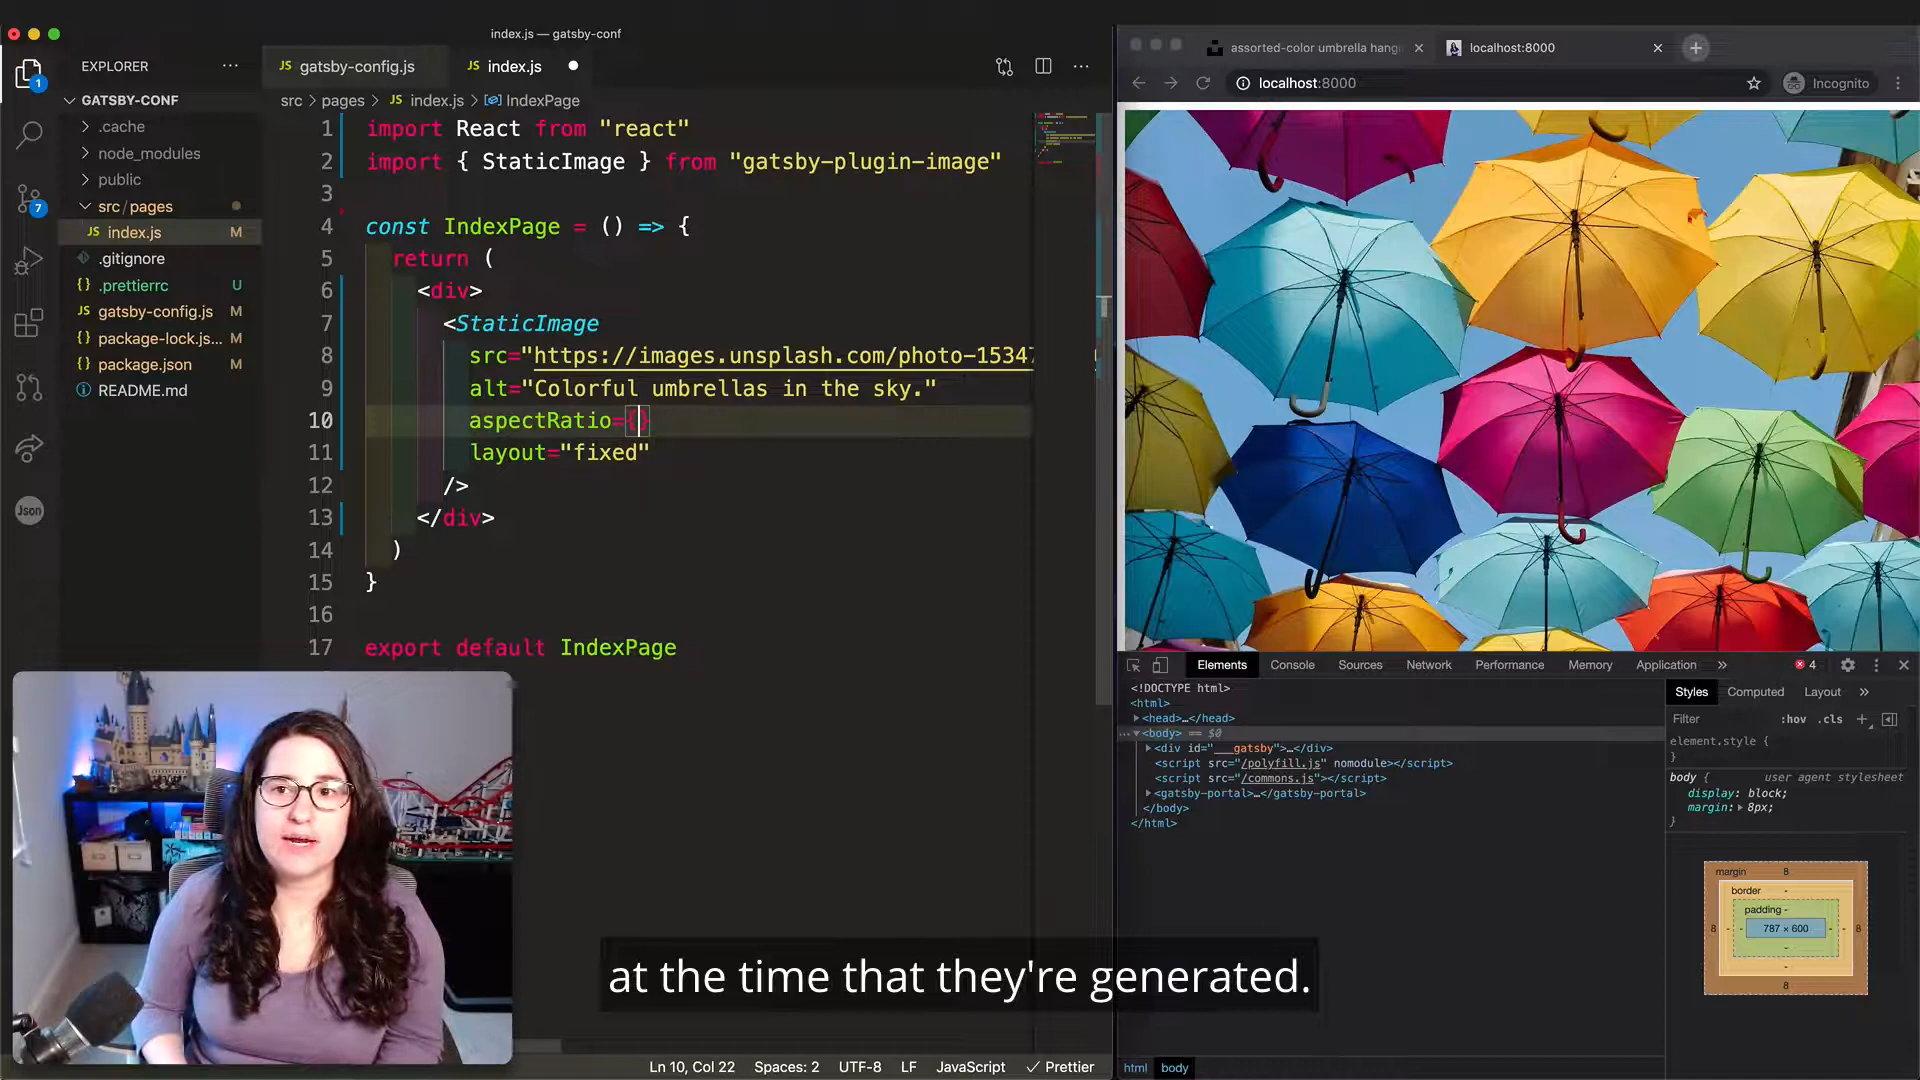 index.js — gatsby-conf
EXPLORER
GATSBY-CONF
.cache
node_modules
public
src/pages
JS index.js M
.gitignore
{} .prettierrc U
JS gatsby-config.js M
{} package-lock.js... M
{} package.json M
README.md
1
7
Json
JS gatsby-config.js
JS index.js
src > pages > JS index.js > IndexPage
1 import React from "react"
2 import { StaticImage } from "gatsby-plugin-image"
3
4 const IndexPage = () => {
5 return (
6 <div>
7 <StaticImage
8 src="https://images.unsplash.com/photo-1534
9 alt="Colorful umbrellas in the sky."
10 aspectRatio={}
11 layout="fixed"
12 />
13 </div>
14 )
15 }
16
17 export default IndexPage
Ln 10, Col 22 Spaces: 2 UTF-8 LF JavaScript ✓ Prettier
assorted-color umbrella hangi
localhost:8000
localhost:8000
Incognito
Elements Console Sources Network Performance Memory Application » 4
<!DOCTYPE html>
<html>
<head>…</head>
<body> == $0
<div id="___gatsby">…</div>
<script src="/polyfill.js" nomodule></script>
<script src="/commons.js"></script>
<gatsby-portal>…</gatsby-portal>
</body>
</html>
html body
Styles Computed Layout »
Filter :hov .cls +
element.style {
}
body { user agent stylesheet
display: block;
margin: 8px;
}
margin 8
border -
padding -
8 - - 787 × 600 - - 8
-
-
8
at the time that they're generated.